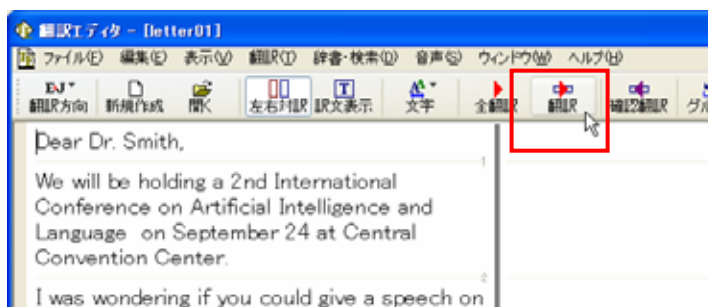 翻訳エディタ - [letter01]
ファイル(F) 編集(E) 表示(V) 翻訳(T) 辞書・検索(D) 音声(S) ウィンドウ(W) ヘルプ(H)
EJ
翻訳方向 新規作成 開く 左右対訳 訳文表示 文字 全翻訳 翻訳 確認翻訳 グル
Dear Dr. Smith,
1
We will be holding a 2nd International
Conference on Artificial Intelligence and
Language on September 24 at Central
Convention Center.
2
I was wondering if you could give a speech on